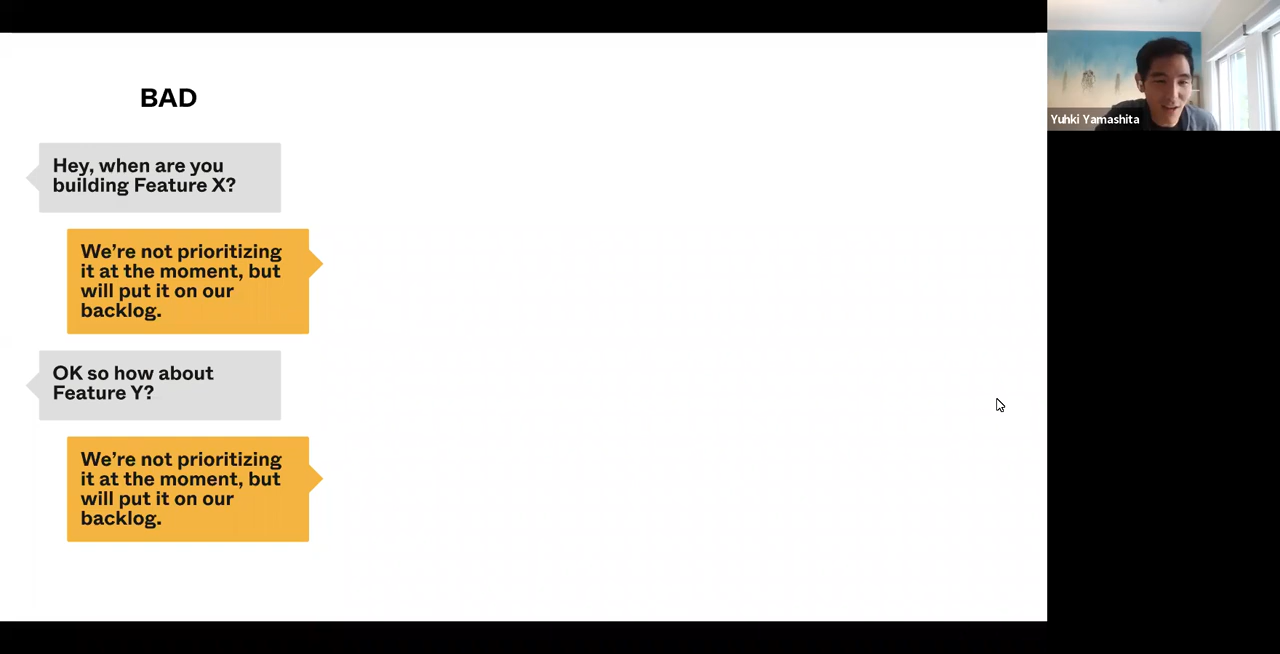 BAD
Hey, when are you
building Feature X?
We’re not prioritizing
it at the moment, but
will put it on our
backlog.
OK so how about
Feature Y?
We’re not prioritizing
it at the moment, but
will put it on our
backlog.
Yuhki Yamashita